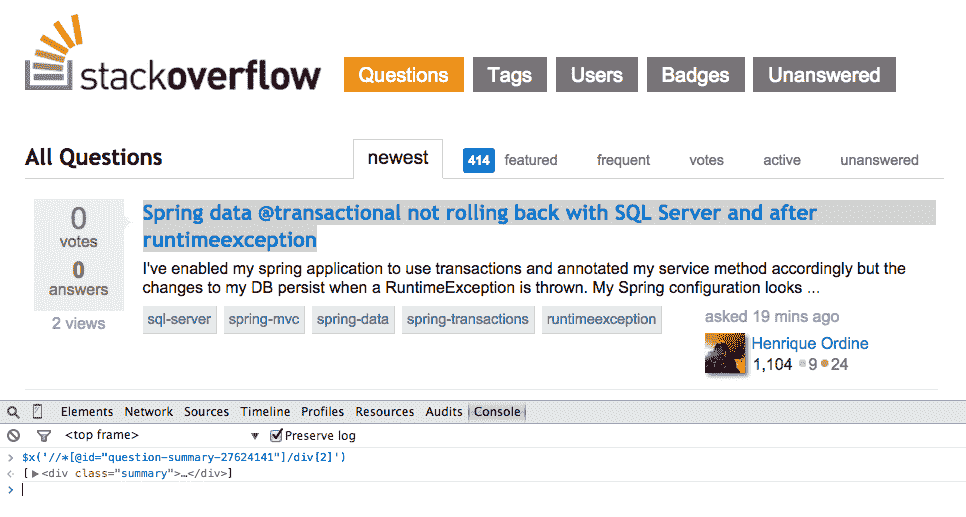 stackoverflow
Questions Tags Users Badges Unanswered
All Questions newest 414 featured frequent votes active unanswered
0
votes
0
answers
2 views
Spring data @transactional not rolling back with SQL Server and after
runtimeexception
I've enabled my spring application to use transactions and annotated my service method accordingly but the
changes to my DB persist when a RuntimeException is thrown. My Spring configuration looks ...
sql-server spring-mvc spring-data spring-transactions runtimeexception
asked 19 mins ago
Henrique Ordine
1,104 9 24
Elements Network Sources Timeline Profiles Resources Audits Console
<top frame> ▼ Preserve log
$x('//*[@id="question-summary-27624141"]/div[2]')
[▶<div class="summary">…</div>]